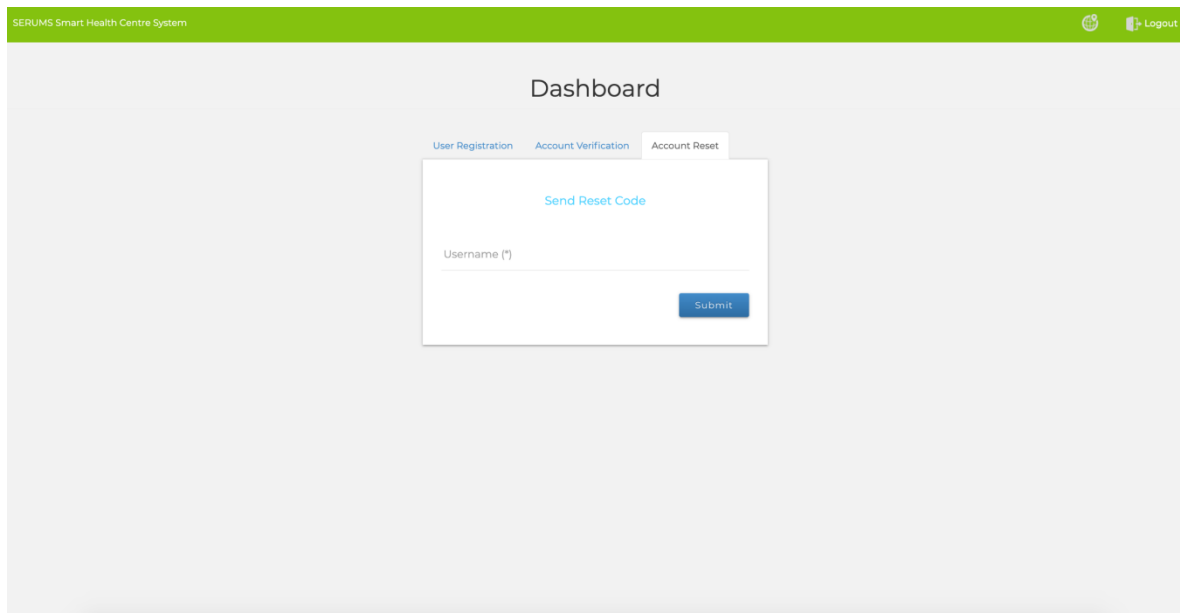 SERUMS Smart Health Centre System
Logout
Dashboard
User Registration
Account Verification
Account Reset
Send Reset Code
Username (*)
Submit